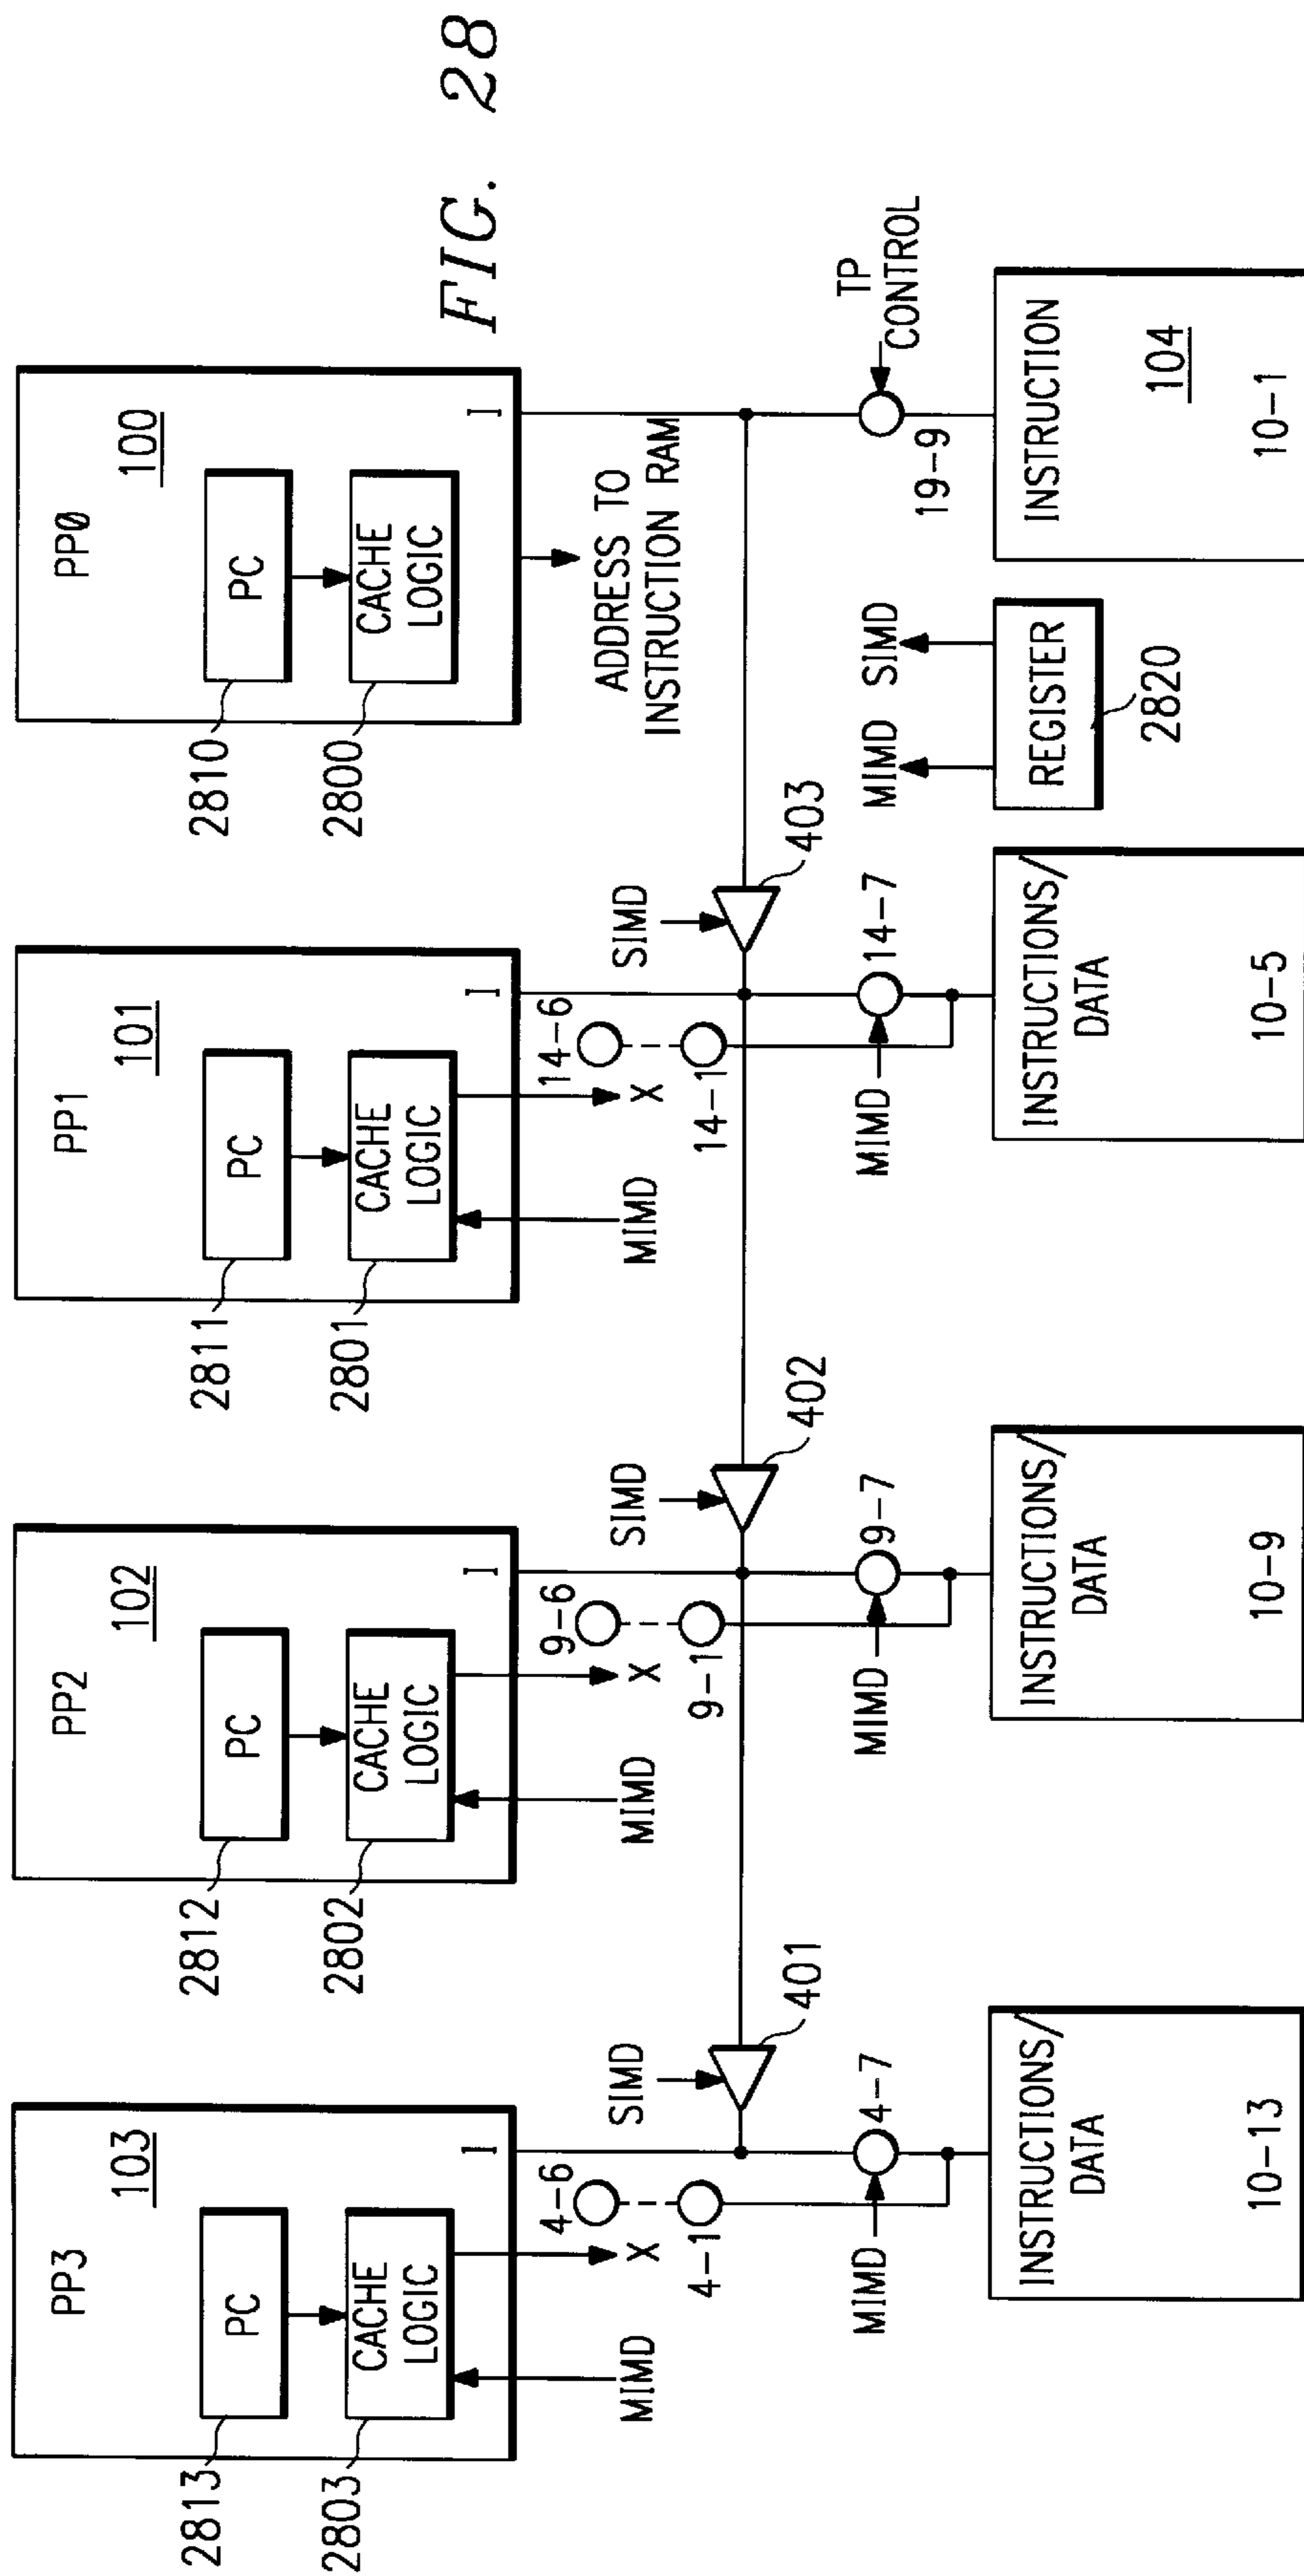 FIG. 28
PP3
103
PC
CACHE
LOGIC
I
2813
2803
MIMD
X
4-6
4-1
SIMD
401
MIMD
4-7
INSTRUCTIONS/
DATA
10-13
PP2
102
PC
CACHE
LOGIC
I
2812
2802
MIMD
X
9-6
9-1
SIMD
402
MIMD
9-7
INSTRUCTIONS/
DATA
10-9
PP1
101
PC
CACHE
LOGIC
I
2811
2801
MIMD
X
14-6
14-1
SIMD
403
MIMD
14-7
INSTRUCTIONS/
DATA
10-5
PP0
100
PC
CACHE
LOGIC
I
2810
2800
ADDRESS TO
INSTRUCTION RAM
MIMD SIMD
REGISTER
2820
TP
CONTROL
19-9
INSTRUCTION
104
10-1